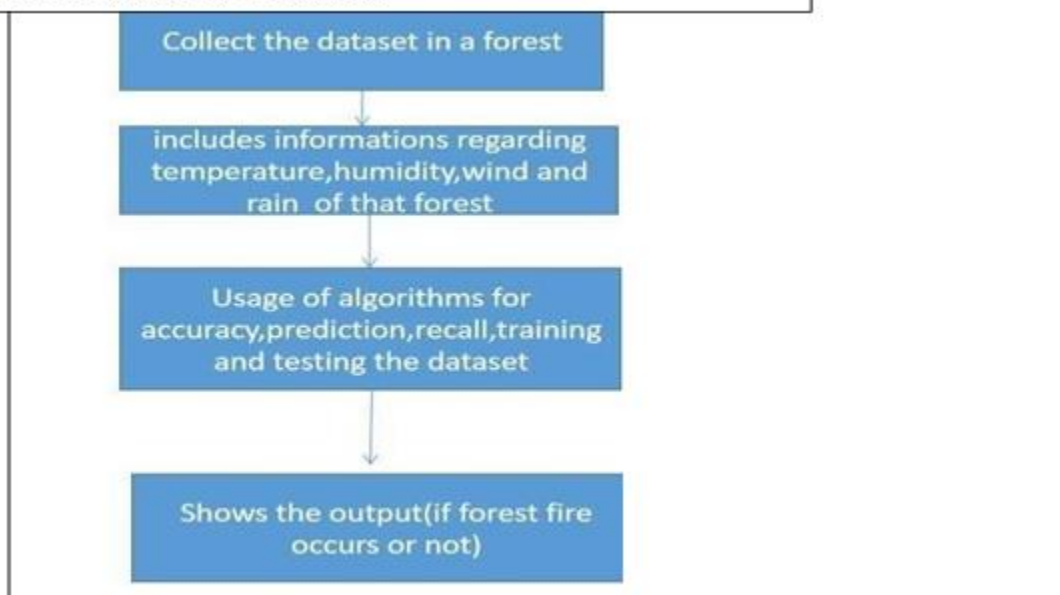 Collect the dataset in a forest
includes informations regarding
temperature,humidity,wind and
rain of that forest
Usage of algorithms for
accuracy,prediction,recall,training
and testing the dataset
Shows the output(if forest fire
occurs or not)